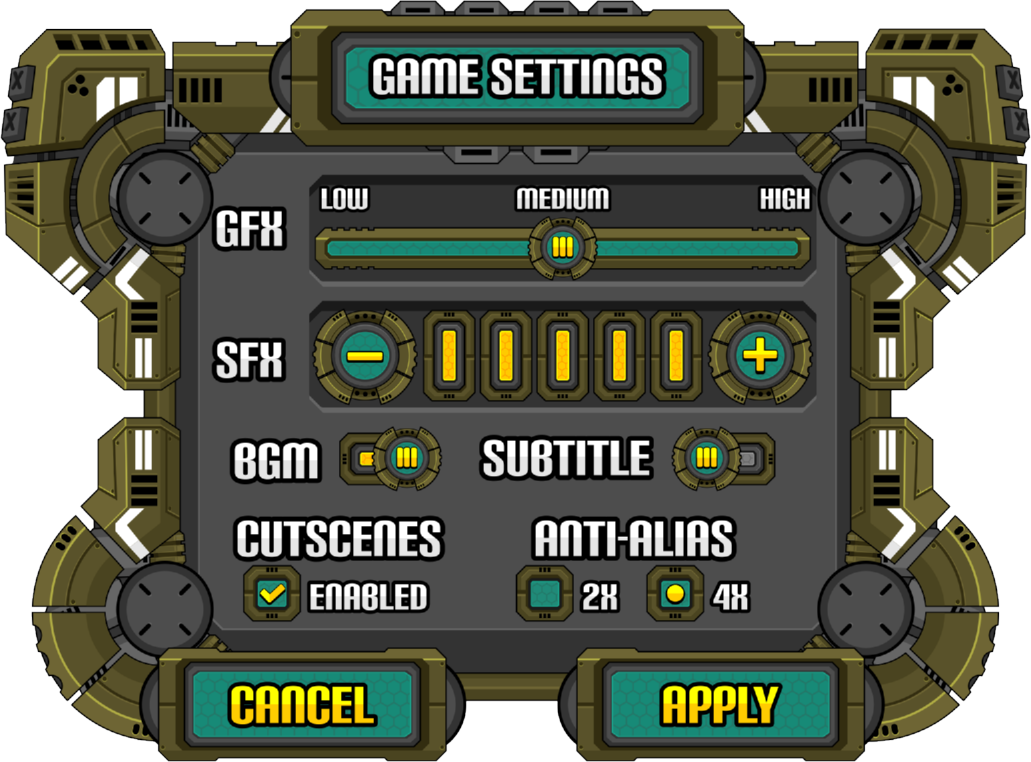 GAME SETTINGS
LOW MEDIUM HIGH
GFX
SFX
BGM SUBTITLE
CUTSCENES ANTI-ALIAS
ENABLED 2X 4X
CANCEL APPLY